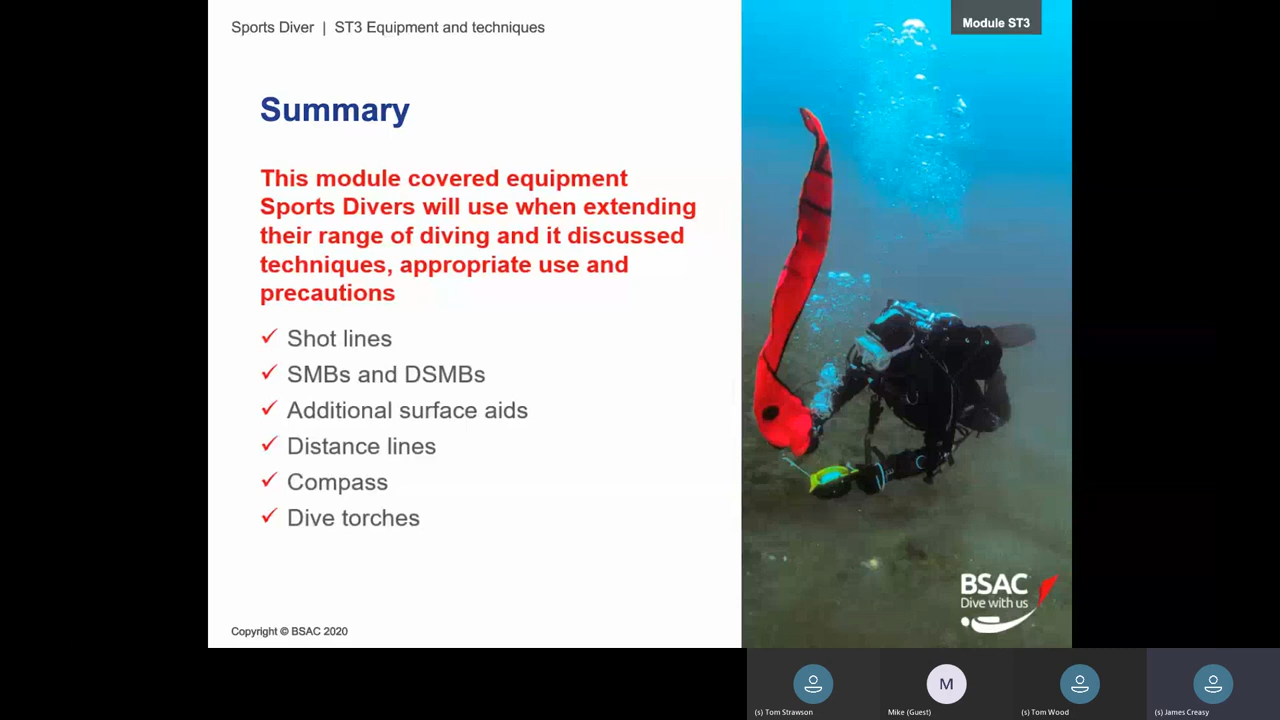 Sports Diver | ST3 Equipment and techniques
Module ST3
Summary
This module covered equipment
Sports Divers will use when extending
their range of diving and it discussed
techniques, appropriate use and
precautions
Shot lines
SMBs and DSMBs
Additional surface aids
Distance lines
Compass
Dive torches
BSAC
Dive with us
Copyright © BSAC 2020
M
(s) Tom Strawson
Mike (Guest)
(s) Tom Wood
(s) James Creasy